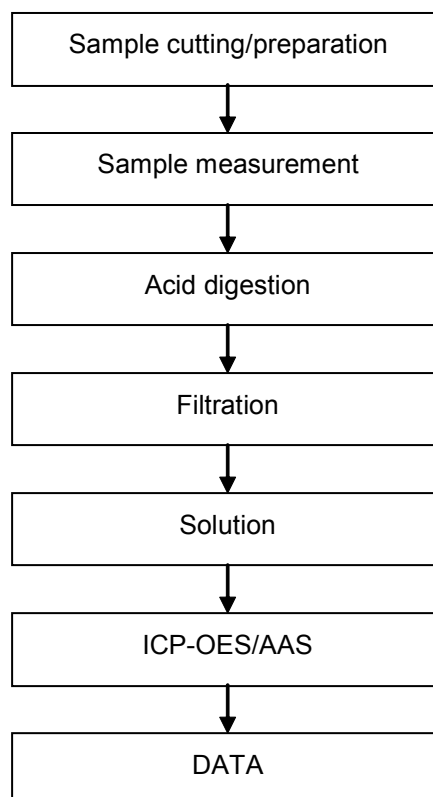 Sample cutting/preparation
Sample measurement
Acid digestion
Filtration
Solution
ICP-OES/AAS
DATA